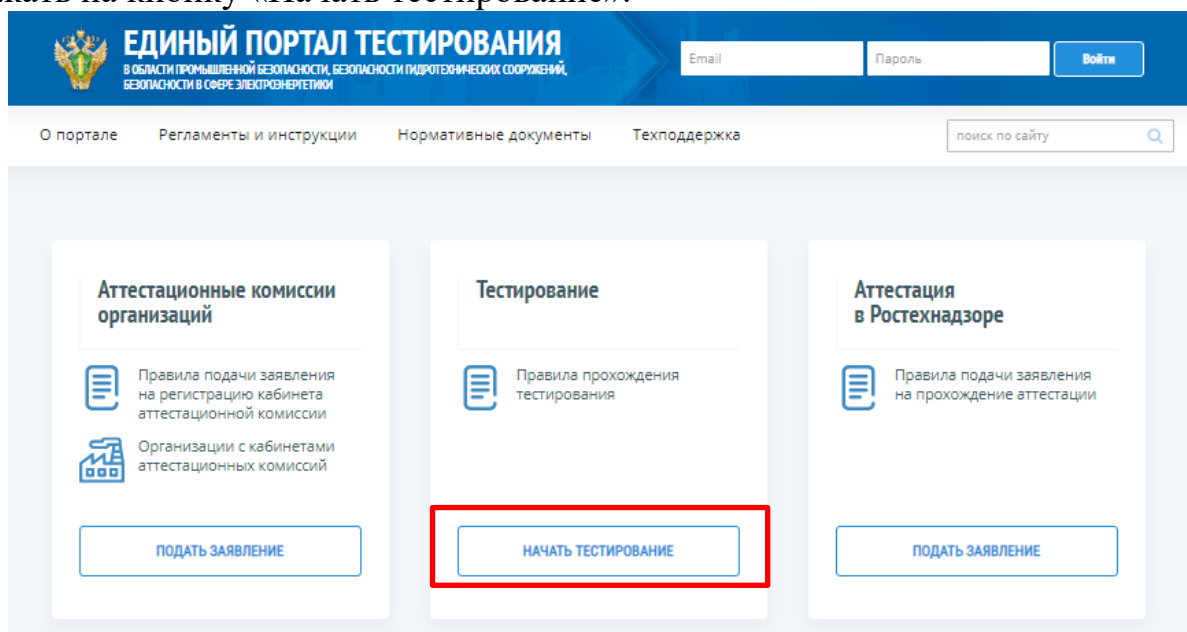 кнопку «Начать тестирование».
ЕДИНЫЙ ПОРТАЛ ТЕСТИРОВАНИЯ
В ОБЛАСТИ ПРОМЫШЛЕННОЙ БЕЗОПАСНОСТИ, БЕЗОПАСНОСТИ ГИДРОТЕХНИЧЕСКИХ СООРУЖЕНИЙ,
БЕЗОПАСНОСТИ В СФЕРЕ ЭЛЕКТРОЭНЕРГЕТИКИ
Email
Пароль
Войти
О портале
Регламенты и инструкции
Нормативные документы
Техподдержка
поиск по сайту
Аттестационные комиссии
организаций
Правила подачи заявления
на регистрацию кабинета
аттестационной комиссии
Организации с кабинетами
аттестационных комиссий
ПОДАТЬ ЗАЯВЛЕНИЕ
Тестирование
Правила прохождения
тестирования
НАЧАТЬ ТЕСТИРОВАНИЕ
Аттестация
в Ростехнадзоре
Правила подачи заявления
на прохождение аттестации
ПОДАТЬ ЗАЯВЛЕНИЕ